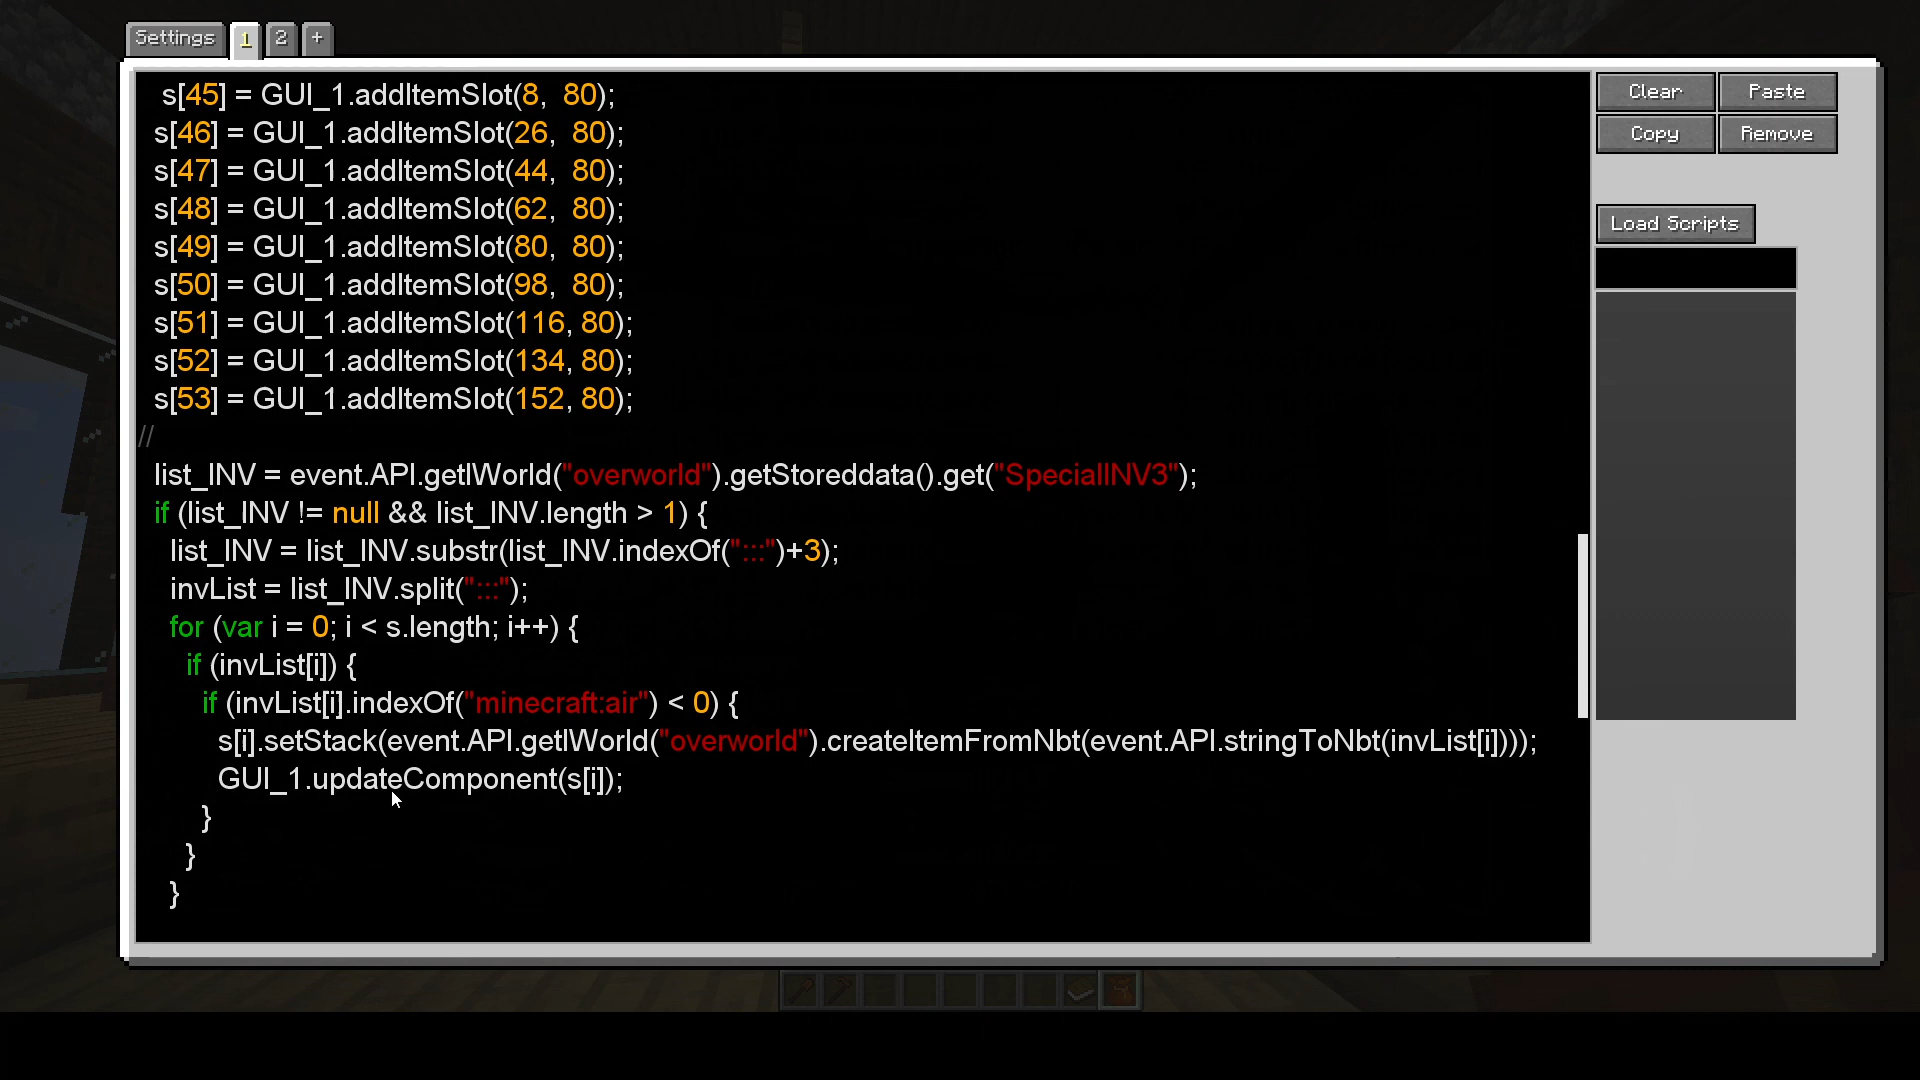 Settings 1 2 +
s[45] = GUI_1.addItemSlot(8,  80);
s[46] = GUI_1.addItemSlot(26,  80);
s[47] = GUI_1.addItemSlot(44,  80);
s[48] = GUI_1.addItemSlot(62,  80);
s[49] = GUI_1.addItemSlot(80,  80);
s[50] = GUI_1.addItemSlot(98,  80);
s[51] = GUI_1.addItemSlot(116, 80);
s[52] = GUI_1.addItemSlot(134, 80);
s[53] = GUI_1.addItemSlot(152, 80);
//
list_INV = event.API.getIWorld("overworld").getStoreddata().get("SpecialINV3");
if (list_INV != null && list_INV.length > 1) {
list_INV = list_INV.substr(list_INV.indexOf(":::")+3);
invList = list_INV.split(":::");
for (var i = 0; i < s.length; i++) {
if (invList[i]) {
if (invList[i].indexOf("minecraft:air") < 0) {
s[i].setStack(event.API.getIWorld("overworld").createItemFromNbt(event.API.stringToNbt(invList[i])));
GUI_1.updateComponent(s[i]);
}
}
}
Clear Paste
Copy Remove
Load Scripts